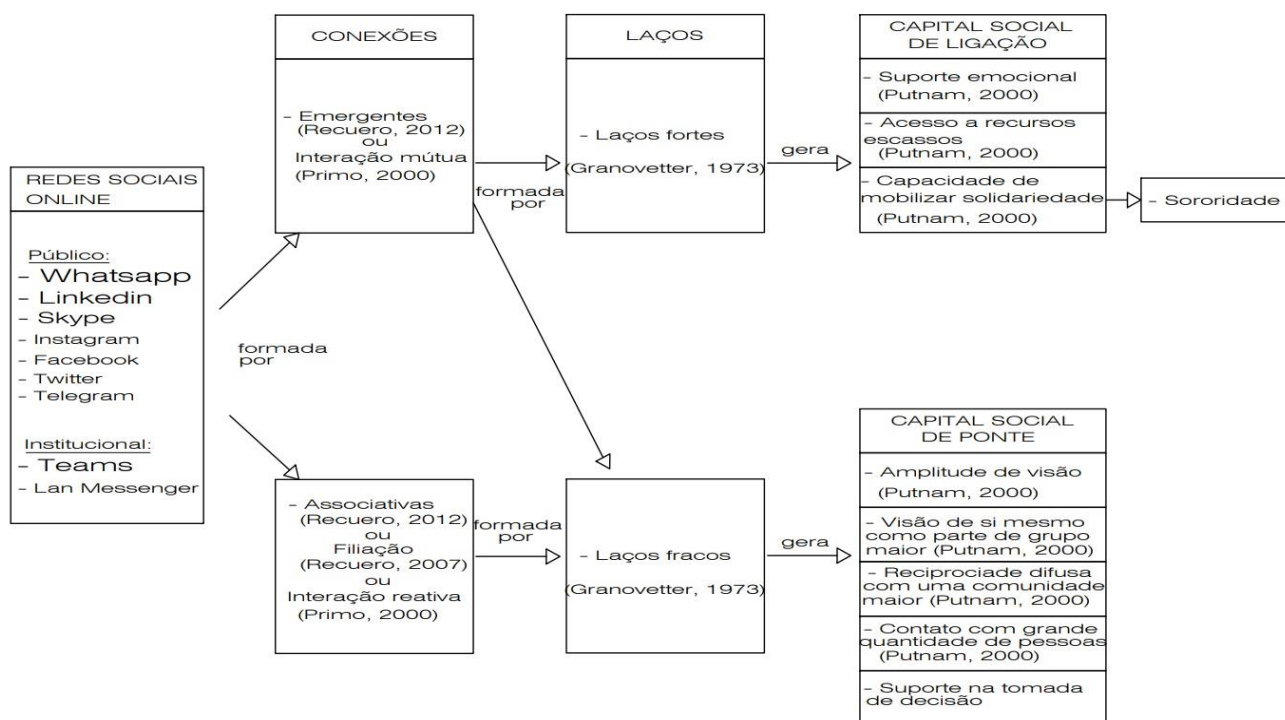 REDES SOCIAIS
ONLINE
Público:
- Whatsapp
- Linkedin
- Skype
- Instagram
- Facebook
- Twitter
- Telegram
Institucional:
- Teams
- Lan Messenger
formada
por
CONEXÕES
- Emergentes
(Recuero, 2012)
ou
Interação mútua
(Primo, 2000)
formada
por
LAÇOS
- Laços fortes
(Granovetter, 1973)
gera
CAPITAL SOCIAL
DE LIGAÇÃO
- Suporte emocional
(Putnam, 2000)
- Acesso a recursos
escassos
(Putnam, 2000)
- Capacidade de
mobilizar solidariedade
(Putnam, 2000)
- Sororidade
- Associativas
(Recuero, 2012)
ou
Filiação
(Recuero, 2007)
ou
Interação reativa
(Primo, 2000)
formada
por
- Laços fracos
(Granovetter, 1973)
gera
CAPITAL SOCIAL
DE PONTE
- Amplitude de visão
(Putnam, 2000)
- Visão de si mesmo
como parte de grupo
maior (Putnam, 2000)
- Reciprociade difusa
com uma comunidade
maior (Putnam, 2000)
- Contato com grande
quantidade de pessoas
(Putnam, 2000)
- Suporte na tomada
de decisão